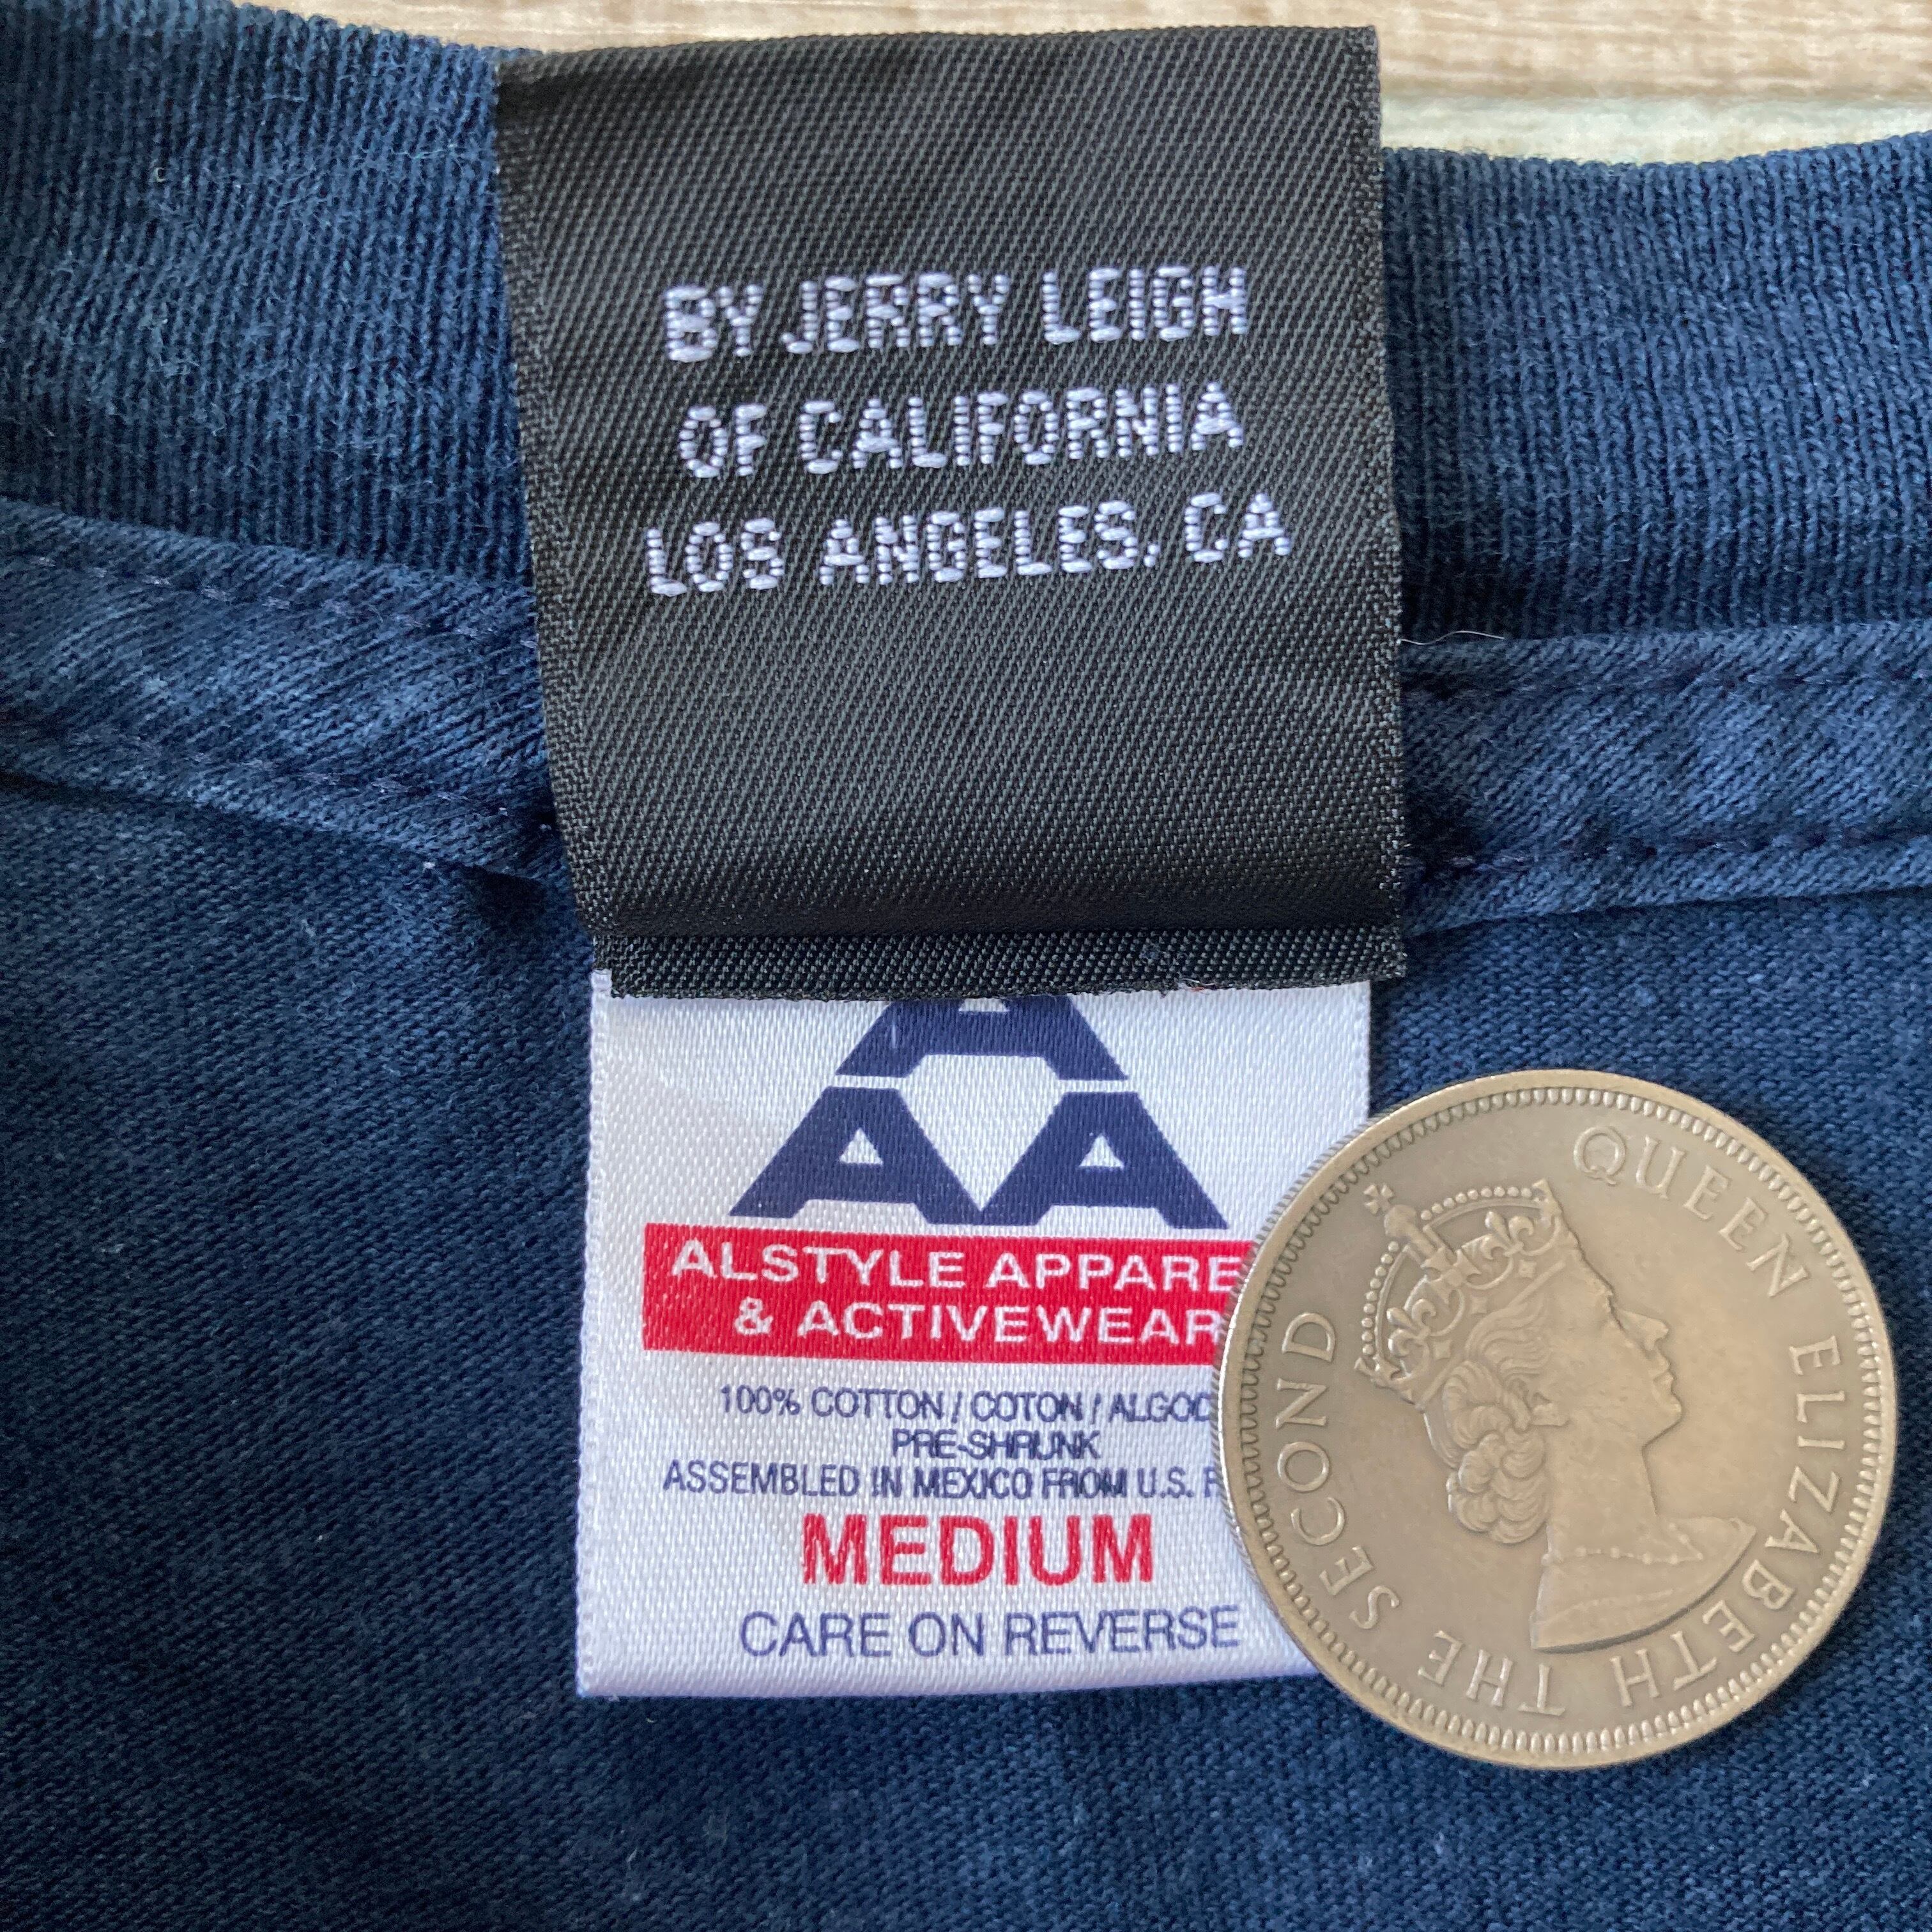 BY JERRY LEIGH
OF CALIFORNIA
LOS ANGELES, CA
A
A A
ALSTYLE APPARE
& ACTIVEWEAR
100% COTTON / COTON / ALGOD
PRE-SHRUNK
ASSEMBLED IN MEXICO FROM U.S.
MEDIUM
CARE ON REVERSE
QUEEN ELIZABETH THE SECOND